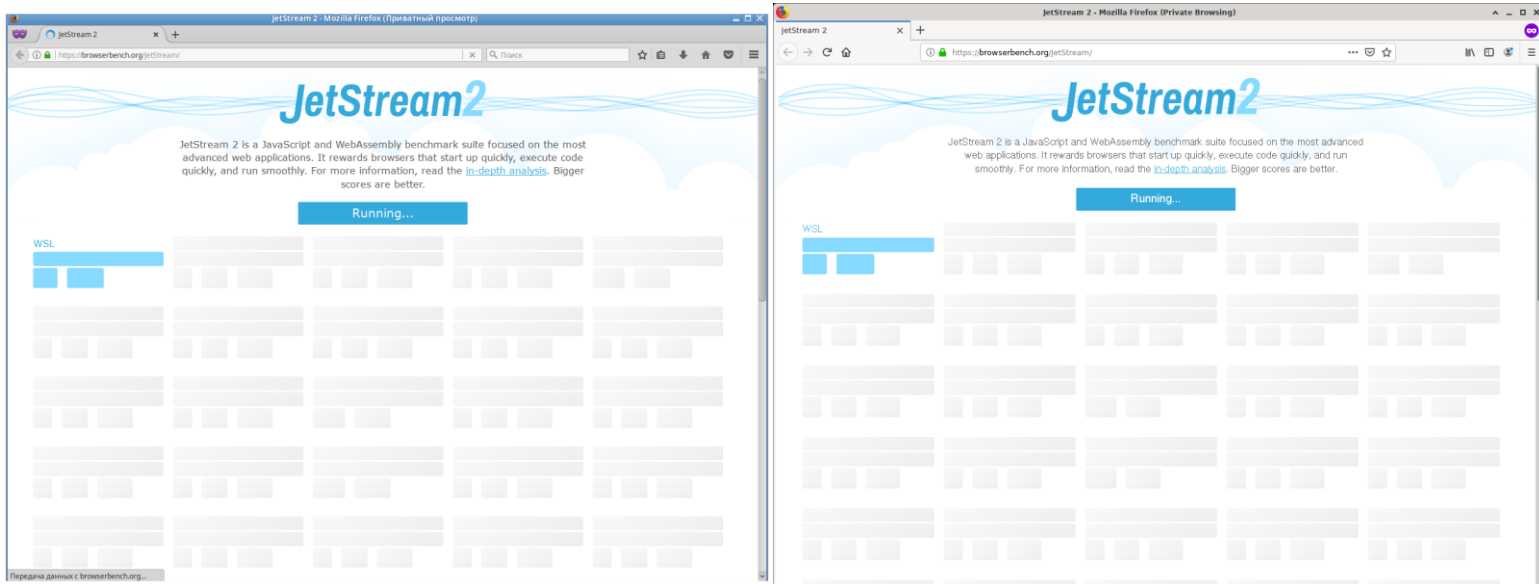 JetStream 2 - Mozilla Firefox (Приватный просмотр)
JetStream 2
https://browserbench.org/JetStream/
Поиск
JetStream2
JetStream 2 is a JavaScript and WebAssembly benchmark suite focused on the most
advanced web applications. It rewards browsers that start up quickly, execute code
quickly, and run smoothly. For more information, read the in-depth analysis. Bigger
scores are better.
Running...
WSL
Передача данных с browserbench.org...
JetStream 2 - Mozilla Firefox (Private Browsing)
JetStream 2
https://browserbench.org/JetStream/
JetStream2
JetStream 2 is a JavaScript and WebAssembly benchmark suite focused on the most advanced
web applications. It rewards browsers that start up quickly, execute code quickly, and run
smoothly. For more information, read the in-depth analysis. Bigger scores are better.
Running...
WSL